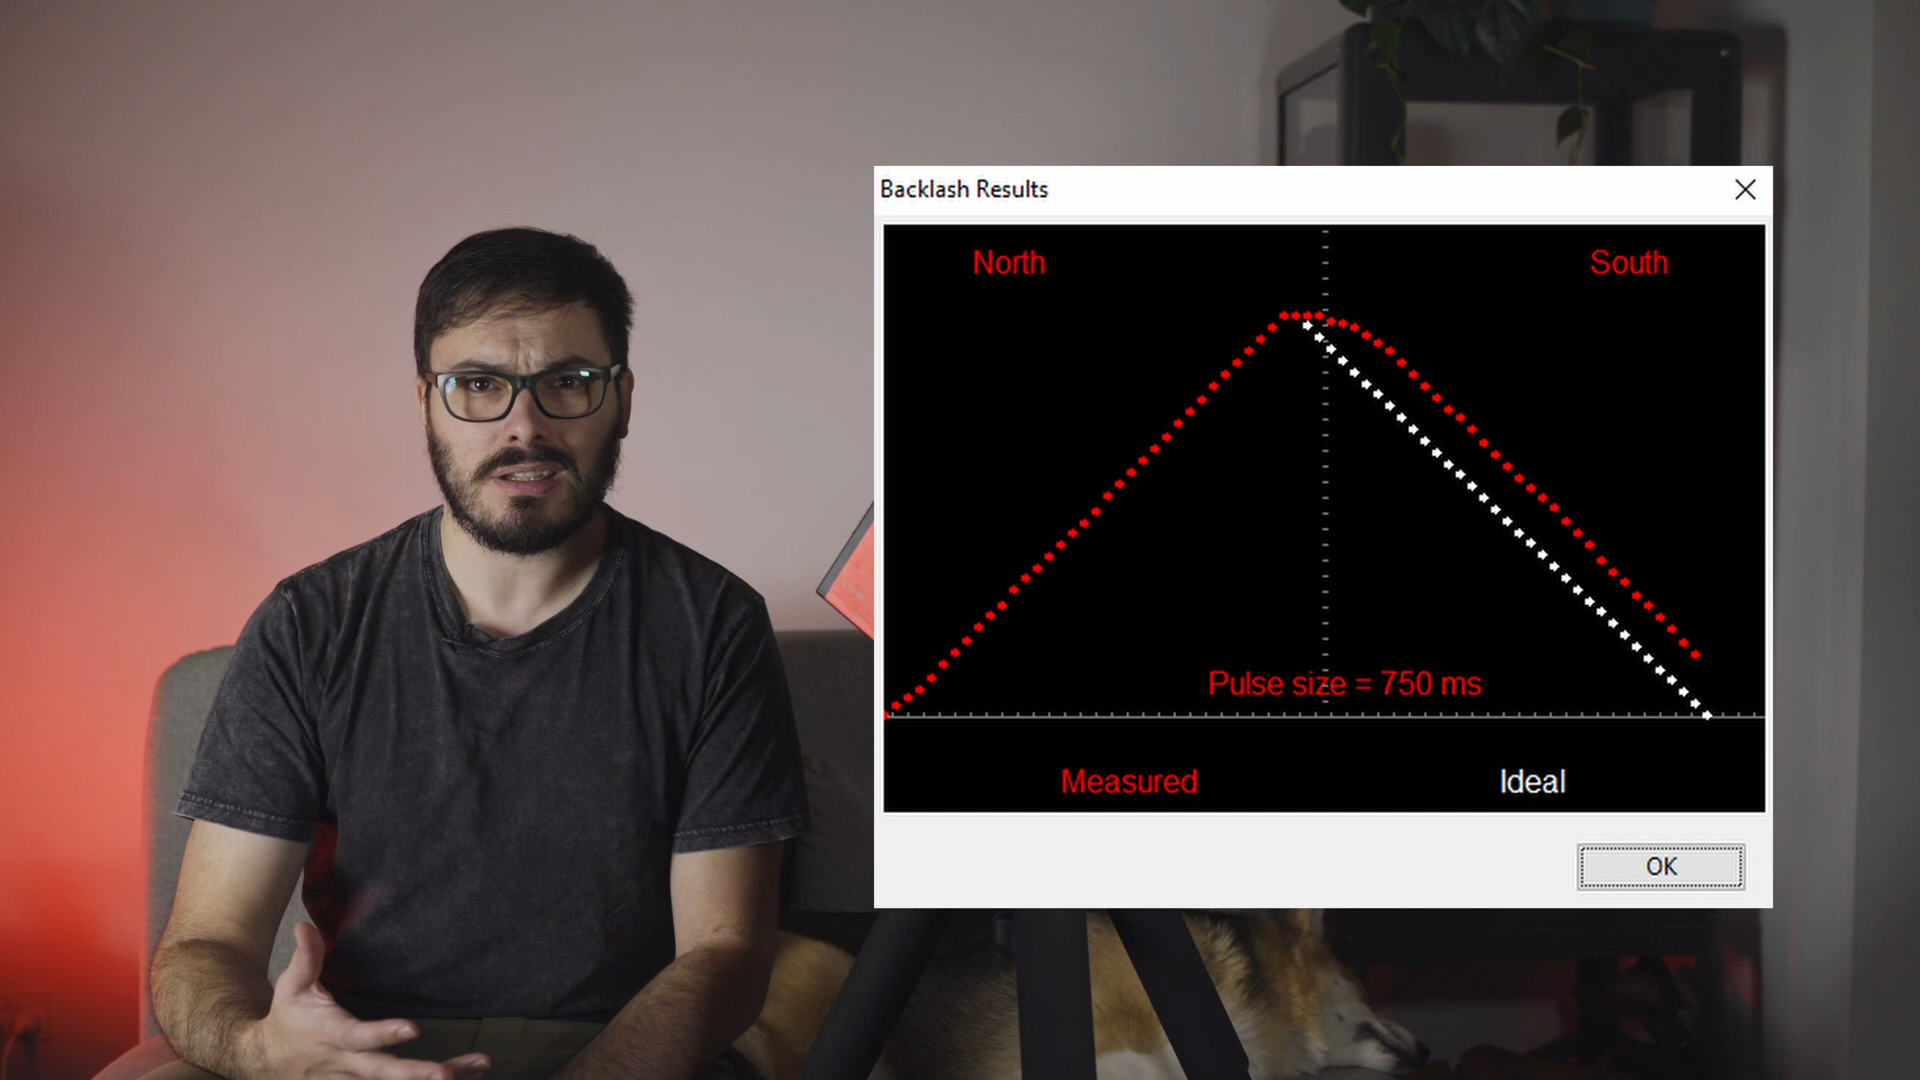 Backlash Results
North
South
Pulse size = 750 ms
Measured
Ideal
OK